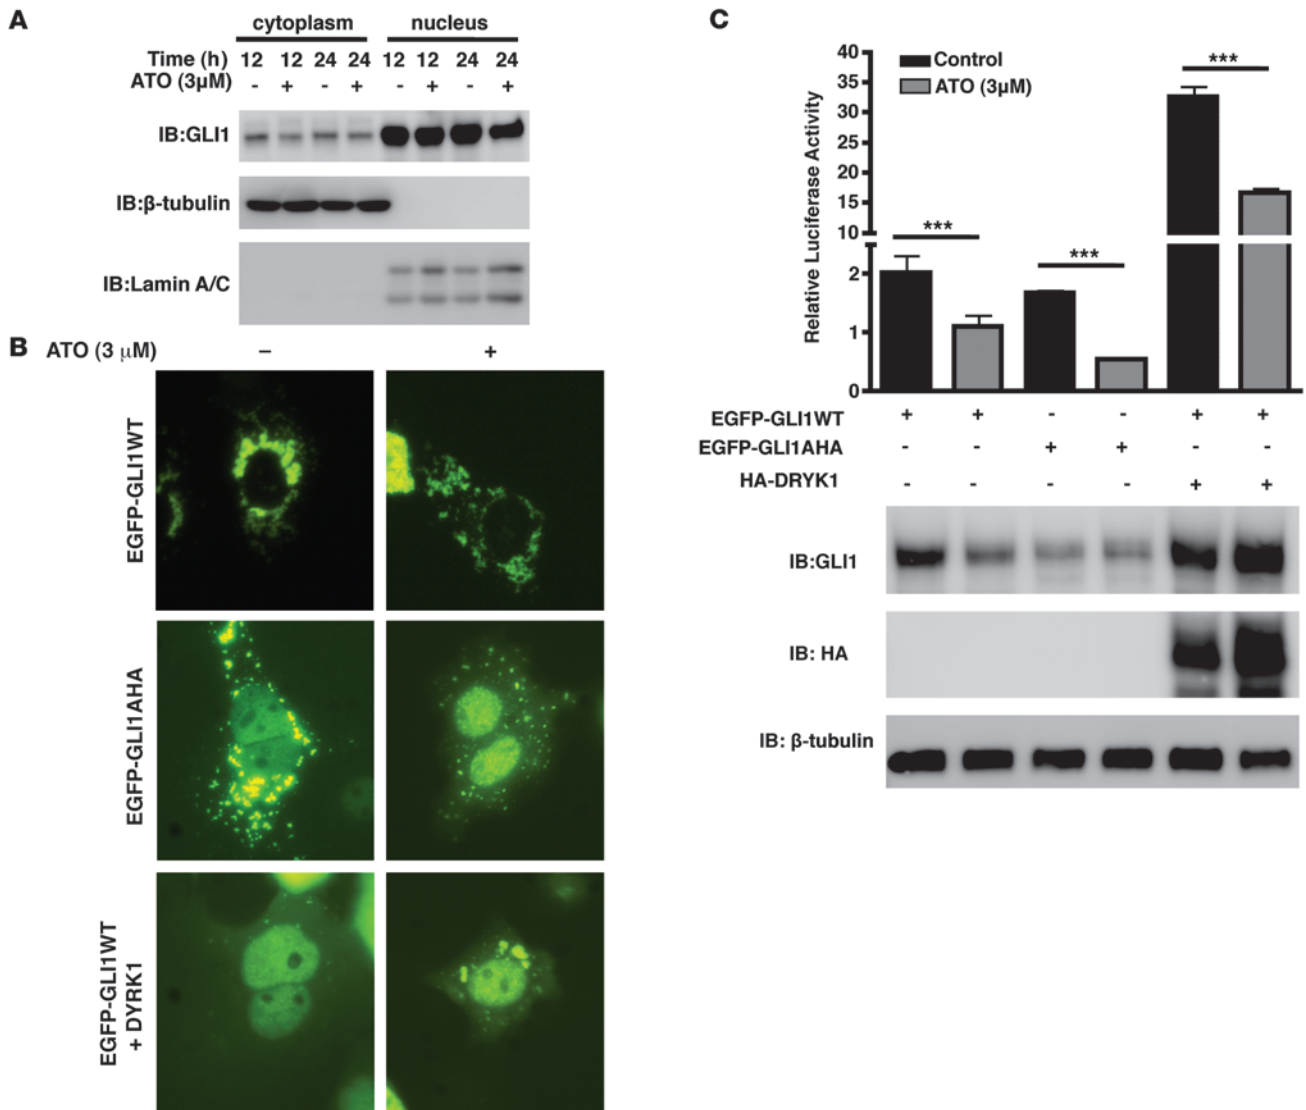 A
cytoplasm nucleus
Time (h) 12 12 24 24 12 12 24 24
ATO (3µM) - + - + - + - +
IB:GLI1
IB:β-tubulin
IB:Lamin A/C
B
ATO (3 µM) – +
EGFP-GLI1WT
EGFP-GLI1AHA
EGFP-GLI1WT
+ DYRK1
C
Relative Luciferase Activity
40
35
30
25
20
15
10
2
1
0
Control
ATO (3µM)
***
***
***
EGFP-GLI1WT + + - - + +
EGFP-GLI1AHA - - + + - -
HA-DRYK1 - - - - + +
IB:GLI1
IB: HA
IB: β-tubulin